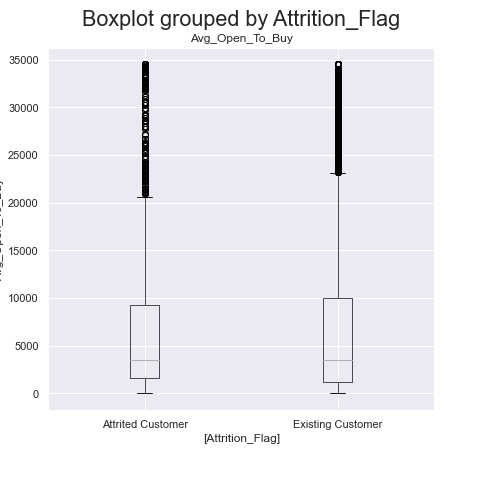 Boxplot grouped by Attrition_Flag
Avg_Open_To_Buy
35000
30000
25000
20000
15000
10000
5000
0
Attrited Customer
Existing Customer
[Attrition_Flag]